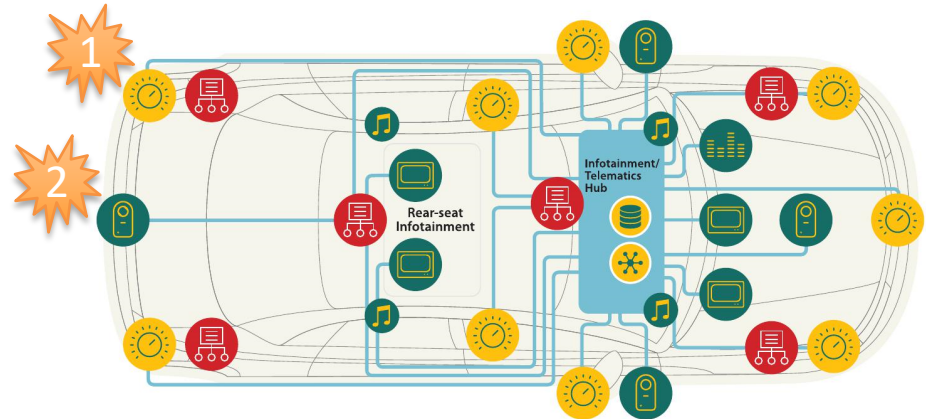 1
2
Rear-seat
Infotainment
Infotainment/
Telematics
Hub